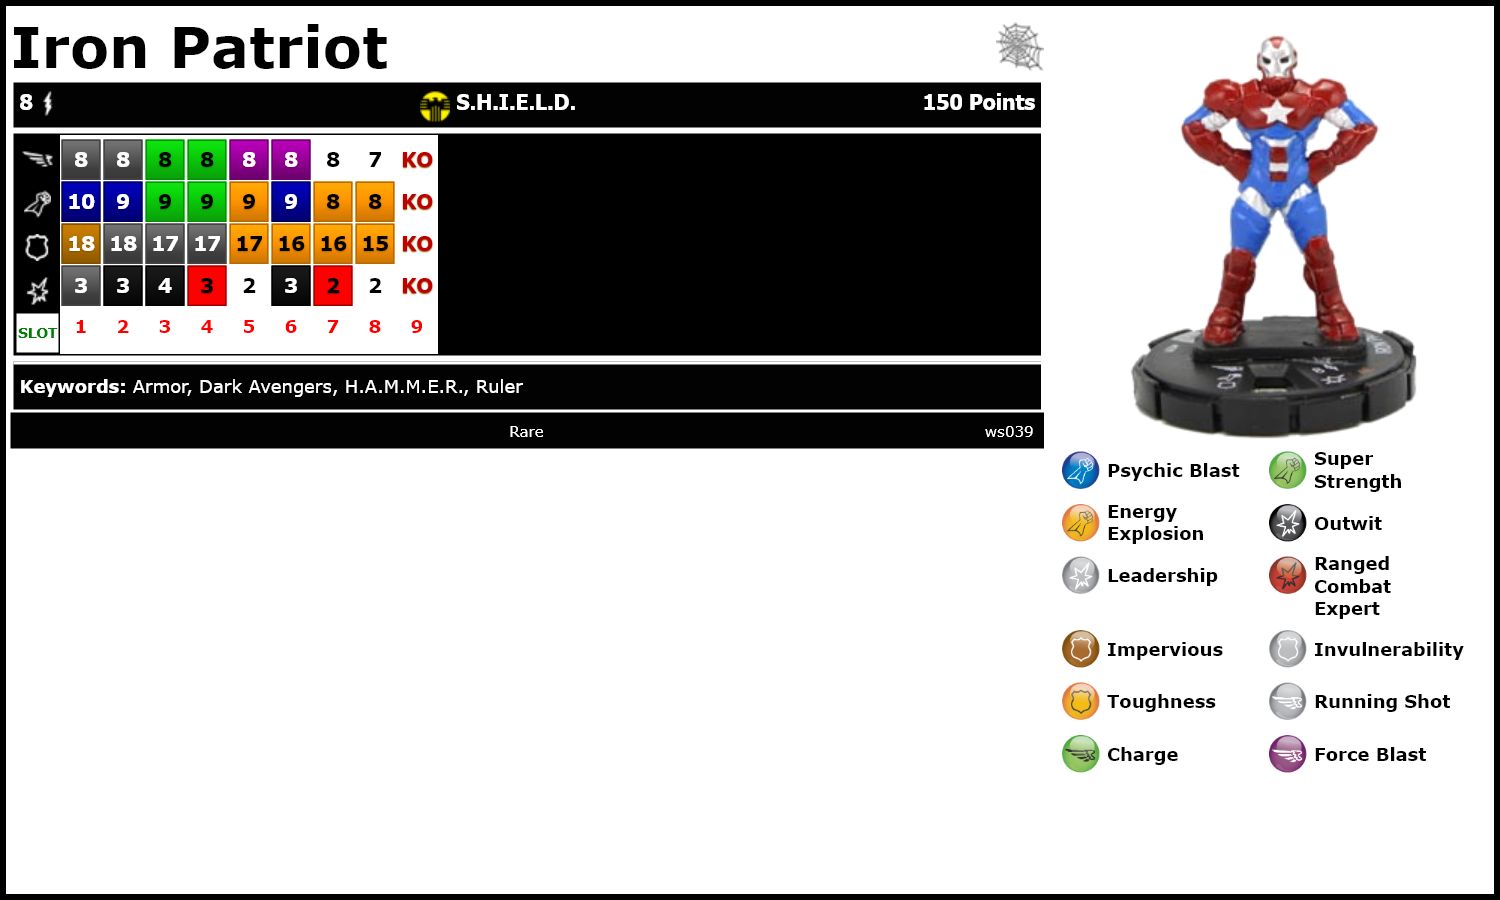 Iron Patriot
8 S.H.I.E.L.D. 150 Points
8 8 8 8 8 8 8 7 KO
10 9 9 9 9 9 8 8 KO
18 18 17 17 17 16 16 15 KO
3 3 4 3 2 3 2 2 KO
SLOT 1 2 3 4 5 6 7 8 9
Keywords: Armor, Dark Avengers, H.A.M.M.E.R., Ruler
Rare ws039
Psychic Blast
Super
Strength
Energy
Explosion
Outwit
Leadership
Ranged
Combat
Expert
Impervious
Invulnerability
Toughness
Running Shot
Charge
Force Blast